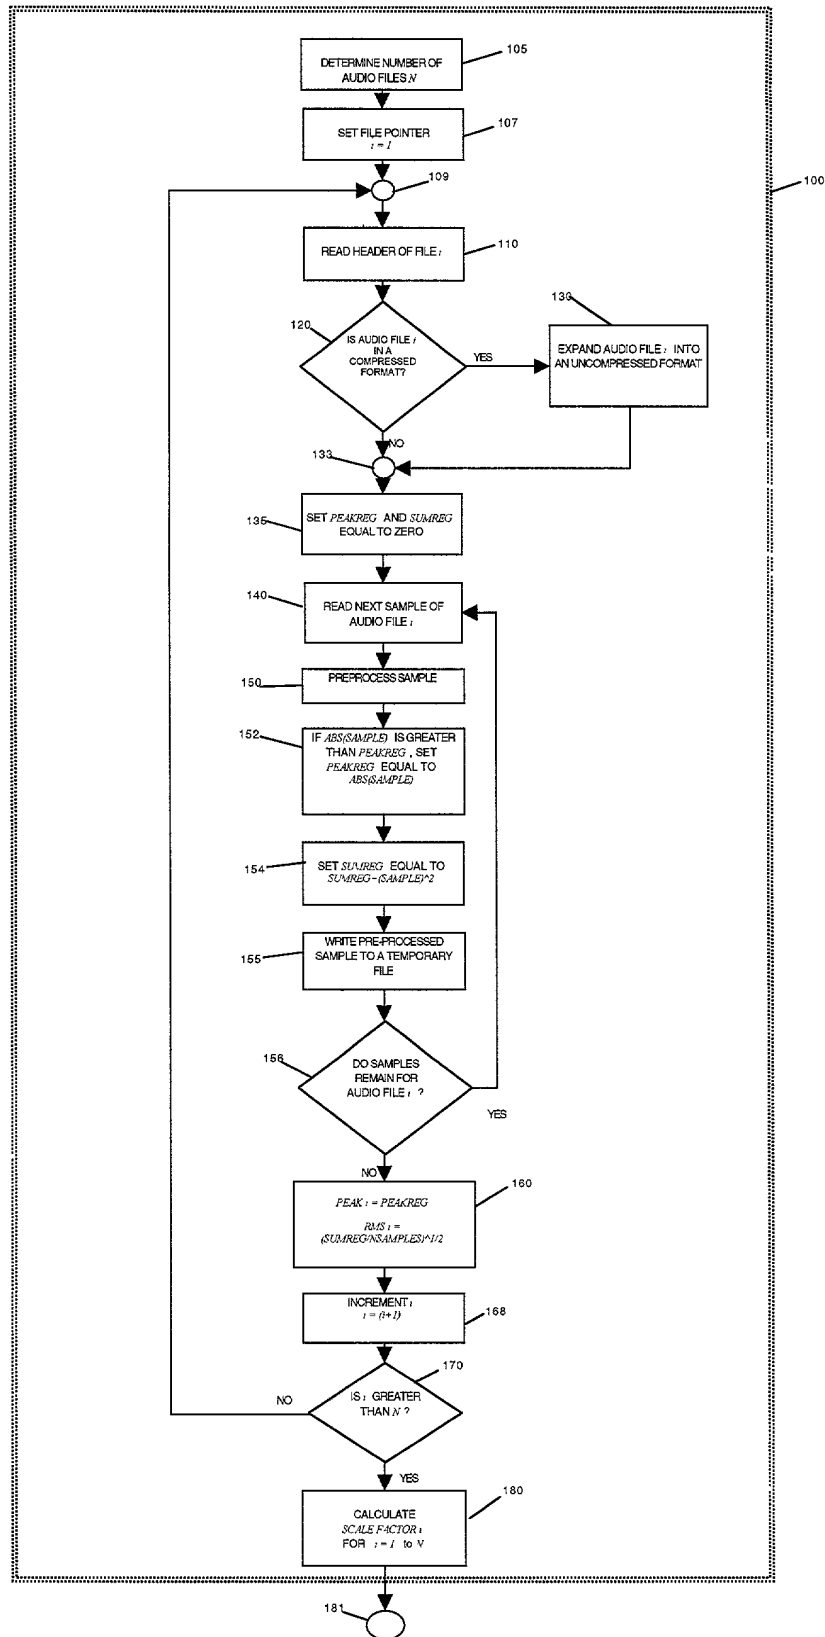 105
DETERMINE NUMBER OF
AUDIO FILES N
107
SET FILE POINTER
i = 1
109
100
READ HEADER OF FILE i
110
120
IS AUDIO FILE i
IN A
COMPRESSED
FORMAT?
YES
130
EXPAND AUDIO FILE i INTO
AN UNCOMPRESSED FORMAT
NO
133
135
SET PEAKREG AND SUMREG
EQUAL TO ZERO
140
READ NEXT SAMPLE OF
AUDIO FILE i
150
PREPROCESS SAMPLE
152
IF ABS(SAMPLE) IS GREATER
THAN PEAKREG , SET
PEAKREG EQUAL TO
ABS(SAMPLE)
154
SET SUMREG EQUAL TO
SUMREG+(SAMPLE)^2
155
WRITE PRE-PROCESSED
SAMPLE TO A TEMPORARY
FILE
156
DO SAMPLES
REMAIN FOR
AUDIO FILE i ?
YES
NO
160
PEAK i = PEAKREG
RMS i =
(SUMREG/NSAMPLES)^1/2
INCREMENT i
i = (i+1)
168
170
NO
IS i GREATER
THAN N ?
YES
180
CALCULATE
SCALE FACTOR i
FOR i = 1 to N
181